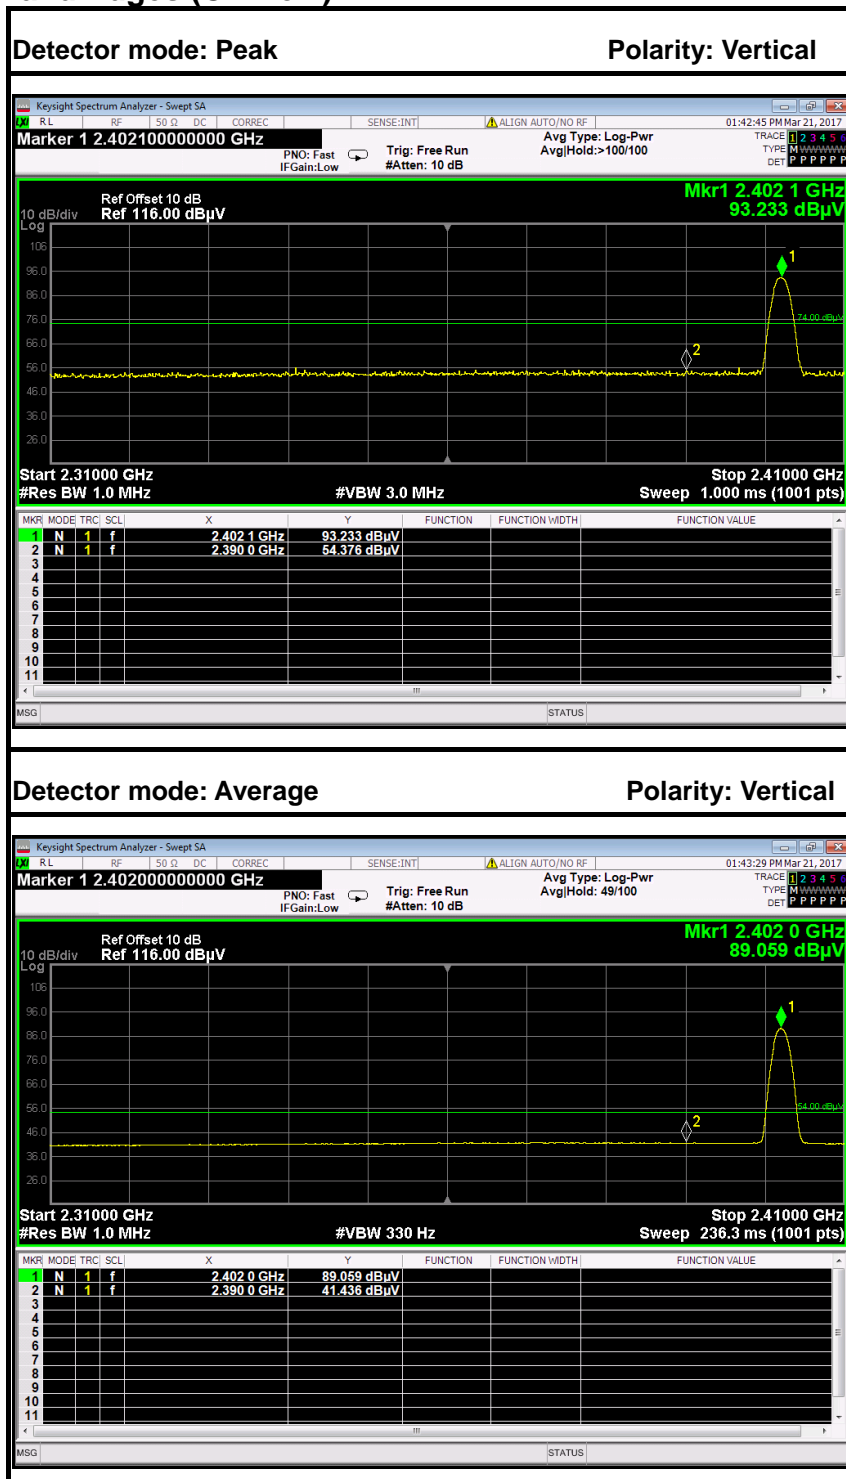 Detector mode: Peak Polarity: Vertical
Keysight Spectrum Analyzer - Swept SA
LXI RL RF 50 Ω DC CORREC SENSE:INT ALIGN AUTO/NO RF 01:42:45 PM Mar 21, 2017
Marker 1 2.402100000000 GHz Avg Type: Log-Pwr TRACE 1 2 3 4 5 6
PNO: Fast Trig: Free Run Avg|Hold:>100/100 TYPE M WWWWW
IFGain:Low #Atten: 10 dB DET P P P P P P
Mkr1 2.402 1 GHz
Ref Offset 10 dB
10 dB/div Ref 116.00 dBµV 93.233 dBµV
Log
106
1
96.0
86.0
76.0
74.00 dBµV
66.0
2
56.0
46.0
36.0
26.0
Start 2.31000 GHz Stop 2.41000 GHz
#Res BW 1.0 MHz #VBW 3.0 MHz Sweep 1.000 ms (1001 pts)
MKR MODE TRC SCL X Y FUNCTION FUNCTION WIDTH FUNCTION VALUE
1 N 1 f 2.402 1 GHz 93.233 dBµV
2 N 1 f 2.390 0 GHz 54.376 dBµV
3
4
5
6
7
8
9
10
11
MSG STATUS
Detector mode: Average Polarity: Vertical
Keysight Spectrum Analyzer - Swept SA
LXI RL RF 50 Ω DC CORREC SENSE:INT ALIGN AUTO/NO RF 01:43:29 PM Mar 21, 2017
Marker 1 2.402000000000 GHz Avg Type: Log-Pwr TRACE 1 2 3 4 5 6
PNO: Fast Trig: Free Run Avg|Hold: 49/100 TYPE M WWWWW
IFGain:Low #Atten: 10 dB DET P P P P P P
Mkr1 2.402 0 GHz
Ref Offset 10 dB
10 dB/div Ref 116.00 dBµV 89.059 dBµV
Log
106
1
96.0
86.0
76.0
66.0
56.0
54.00 dBµV
2
46.0
36.0
26.0
Start 2.31000 GHz Stop 2.41000 GHz
#Res BW 1.0 MHz #VBW 330 Hz Sweep 236.3 ms (1001 pts)
MKR MODE TRC SCL X Y FUNCTION FUNCTION WIDTH FUNCTION VALUE
1 N 1 f 2.402 0 GHz 89.059 dBµV
2 N 1 f 2.390 0 GHz 41.436 dBµV
3
4
5
6
7
8
9
10
11
MSG STATUS